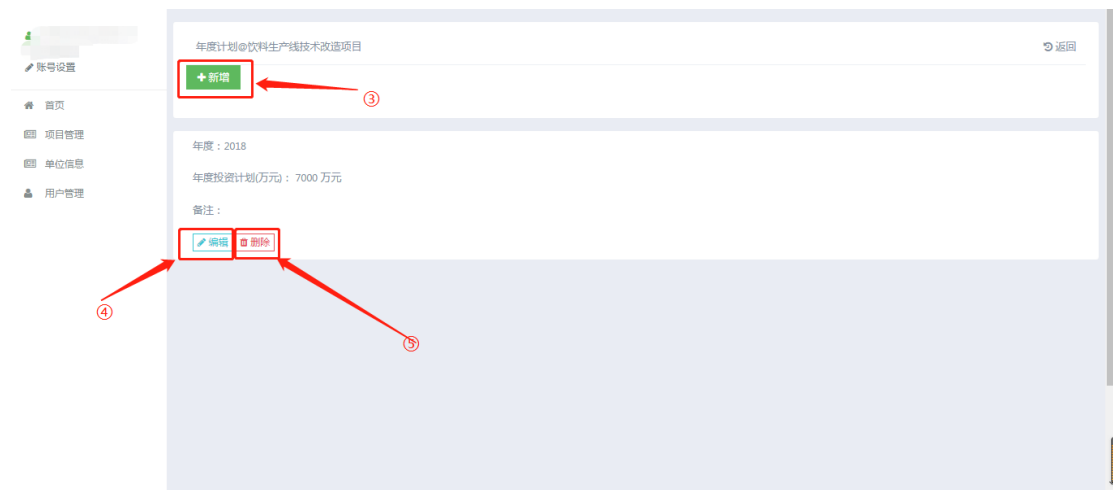 账号设置
首页
项目管理
单位信息
用户管理
年度计划@饮料生产线技术改造项目
返回
新增
③
年度：2018
年度投资计划(万元)： 7000 万元
备注：
编辑 删除
④
⑤